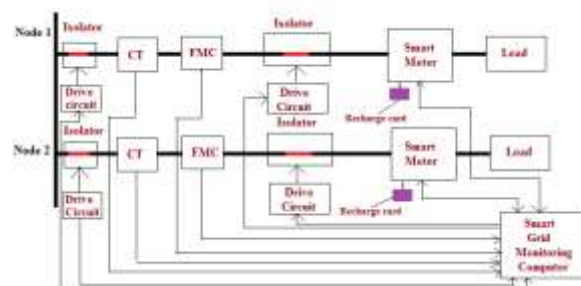 Node 1
Isolator
CT
FMC
Isolator
Smart
Meter
Load
Drive
circuit
Drive
Circuit
Recharge card
Isolator
Isolator
Node 2
CT
FMC
Smart
Meter
Load
Drive
Circuit
Drive
Circuit
Recharge card
Smart
Grid
Monitoring
Computer